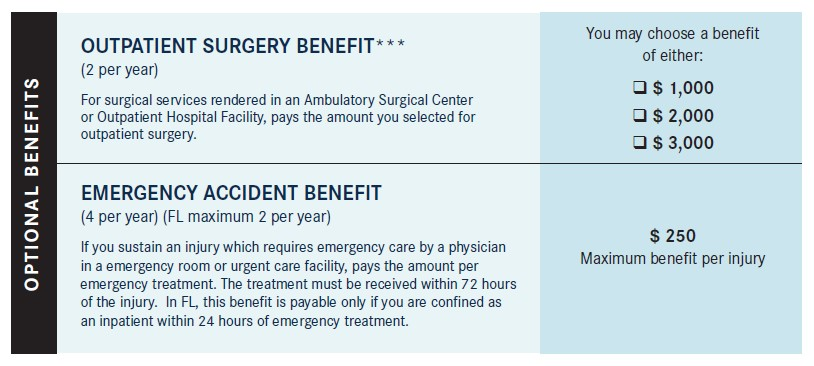 OPTIONAL BENEFITS
OUTPATIENT SURGERY BENEFIT***
(2 per year)
For surgical services rendered in an Ambulatory Surgical Center
or Outpatient Hospital Facility, pays the amount you selected for
outpatient surgery.
You may choose a benefit
of either:
❑ $ 1,000
❑ $ 2,000
❑ $ 3,000
EMERGENCY ACCIDENT BENEFIT
(4 per year) (FL maximum 2 per year)
If you sustain an injury which requires emergency care by a physician
in a emergency room or urgent care facility, pays the amount per
emergency treatment. The treatment must be received within 72 hours
of the injury.  In FL, this benefit is payable only if you are confined as
an inpatient within 24 hours of emergency treatment.
$ 250
Maximum benefit per injury